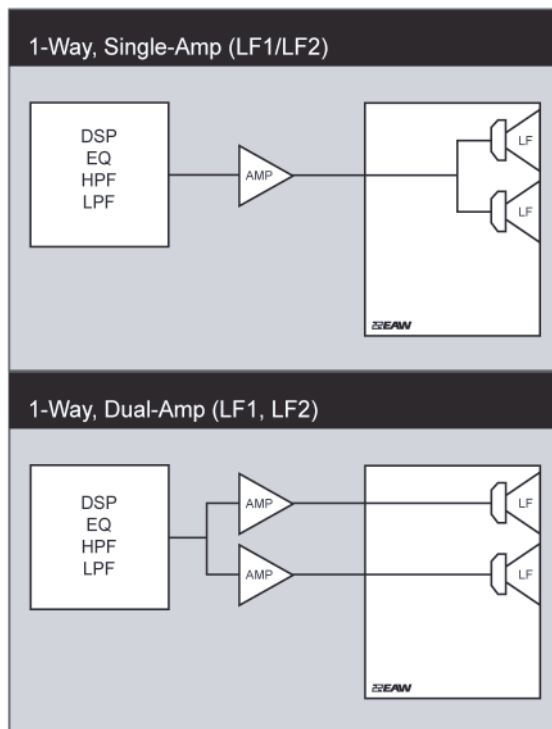 1-Way, Single-Amp (LF1/LF2)
DSP
EQ
HPF
LPF
AMP
LF
LF
EAW
1-Way, Dual-Amp (LF1, LF2)
DSP
EQ
HPF
LPF
AMP
AMP
LF
LF
EAW